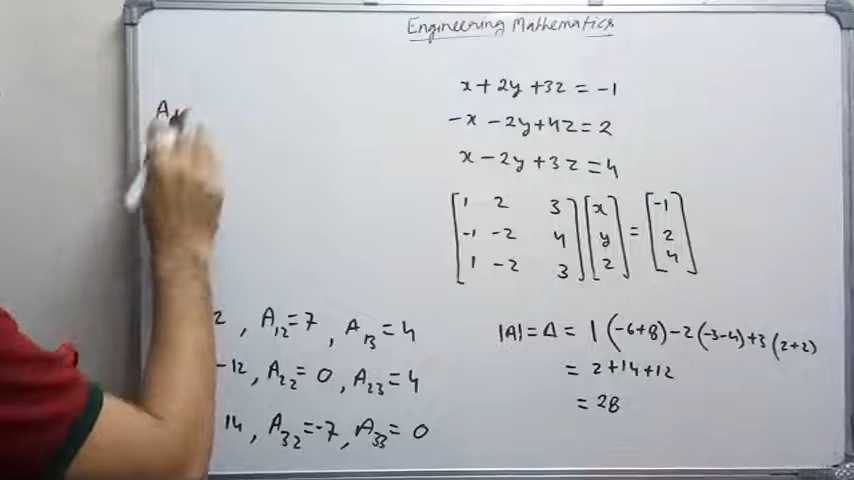 Engineering Mathematics
x + 2y + 3z = -1
-x - 2y + 4z = 2
x - 2y + 3z = 4
[1 2 3] [x] = [-1]
[-1 -2 4] [y] [2]
[1 -2 3] [z] [4]
A
2 , A₁₂ = 7 , A₁₃ = 4
-12 , A₂₂ = 0 , A₂₃ = 4
14 , A₃₂ = -7 , A₃₃ = 0
|A| = Δ = 1 (-6+8) - 2 (-3-4) + 3 (2+2)
= 2 + 14 + 12
= 28